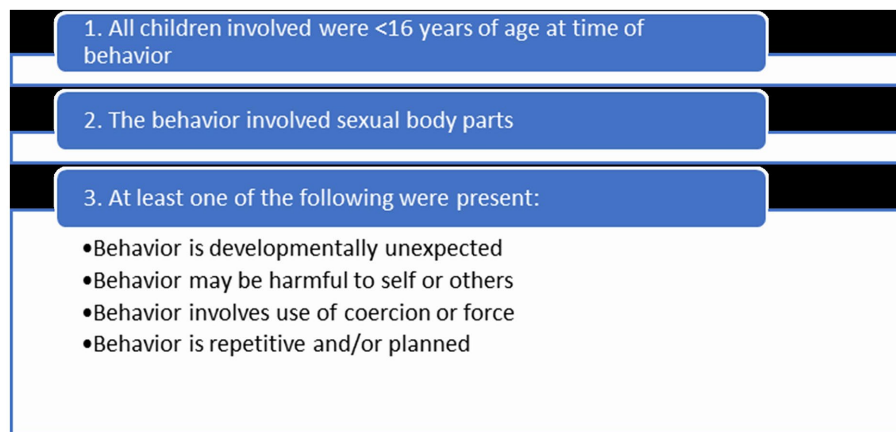 1. All children involved were <16 years of age at time of
behavior
2. The behavior involved sexual body parts
3. At least one of the following were present:
•Behavior is developmentally unexpected
•Behavior may be harmful to self or others
•Behavior involves use of coercion or force
•Behavior is repetitive and/or planned